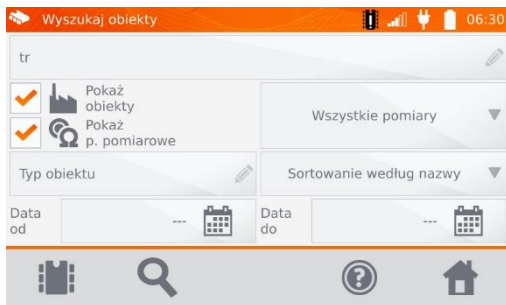 Wyszukaj obiekty
06:30
tr
Pokaż
obiekty
Wszystkie pomiary
Pokaż
p. pomiarowe
Typ obiektu
Sortowanie według nazwy
Data
od
---
Data
do
---